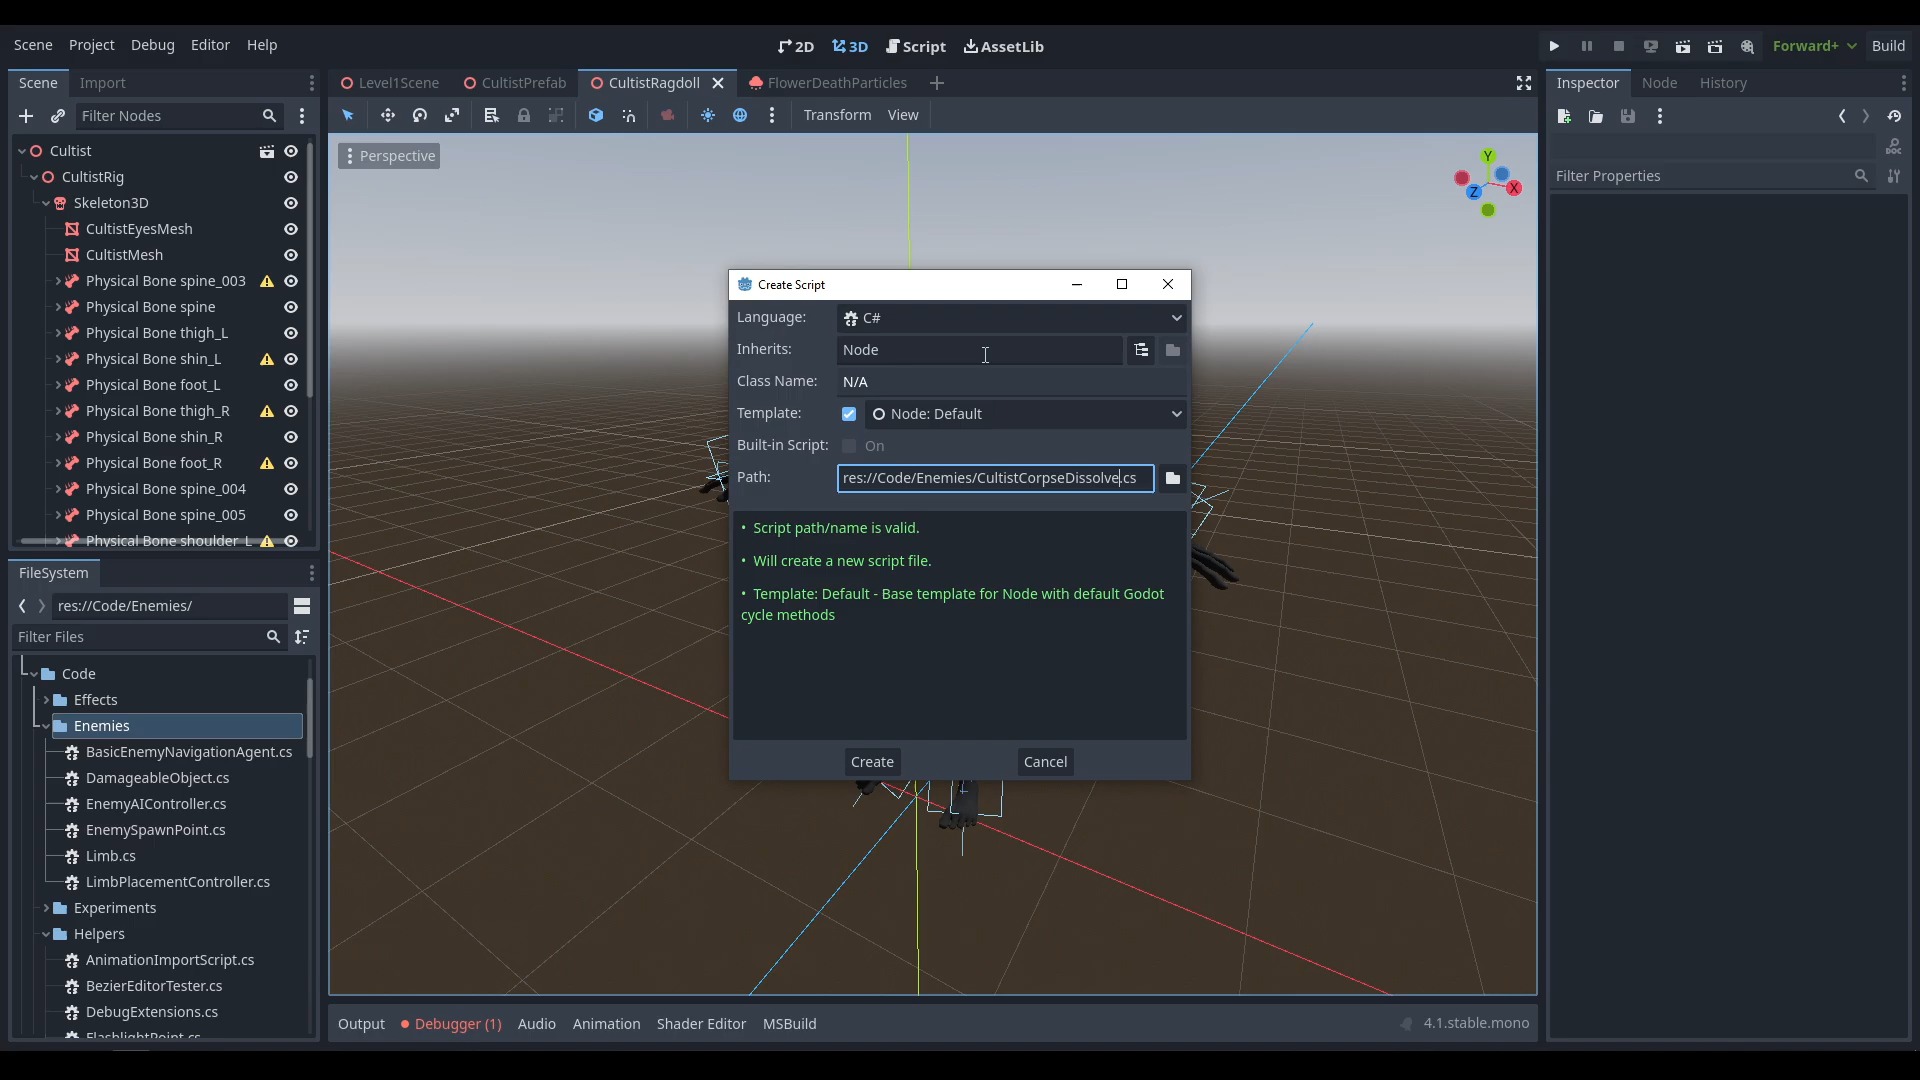 Scene Project Debug Editor Help
2D 3D Script AssetLib
Forward+ Build
Scene Import
Level1Scene CultistPrefab CultistRagdoll FlowerDeathParticles
Inspector Node History
Filter Nodes
Transform View
Perspective
Y
X
Z
DOC
Filter Properties
Cultist
CultistRig
Skeleton3D
CultistEyesMesh
CultistMesh
Physical Bone spine_003
Physical Bone spine
Physical Bone thigh_L
Physical Bone shin_L
Physical Bone foot_L
Physical Bone thigh_R
Physical Bone shin_R
Physical Bone foot_R
Physical Bone spine_004
Physical Bone spine_005
Physical Bone shoulder_L
Create Script
Language: C#
Inherits: Node
Class Name: N/A
Template: Node: Default
Built-in Script: On
Path: res://Code/Enemies/CultistCorpseDissolve.cs
• Script path/name is valid.
• Will create a new script file.
• Template: Default - Base template for Node with default Godot
cycle methods
Create Cancel
FileSystem
res://Code/Enemies/
Filter Files
Code
Effects
Enemies
BasicEnemyNavigationAgent.cs
DamageableObject.cs
EnemyAIController.cs
EnemySpawnPoint.cs
Limb.cs
LimbPlacementController.cs
Experiments
Helpers
AnimationImportScript.cs
BezierEditorTester.cs
DebugExtensions.cs
FlashlightPoint.cs
Output Debugger (1) Audio Animation Shader Editor MSBuild
4.1.stable.mono